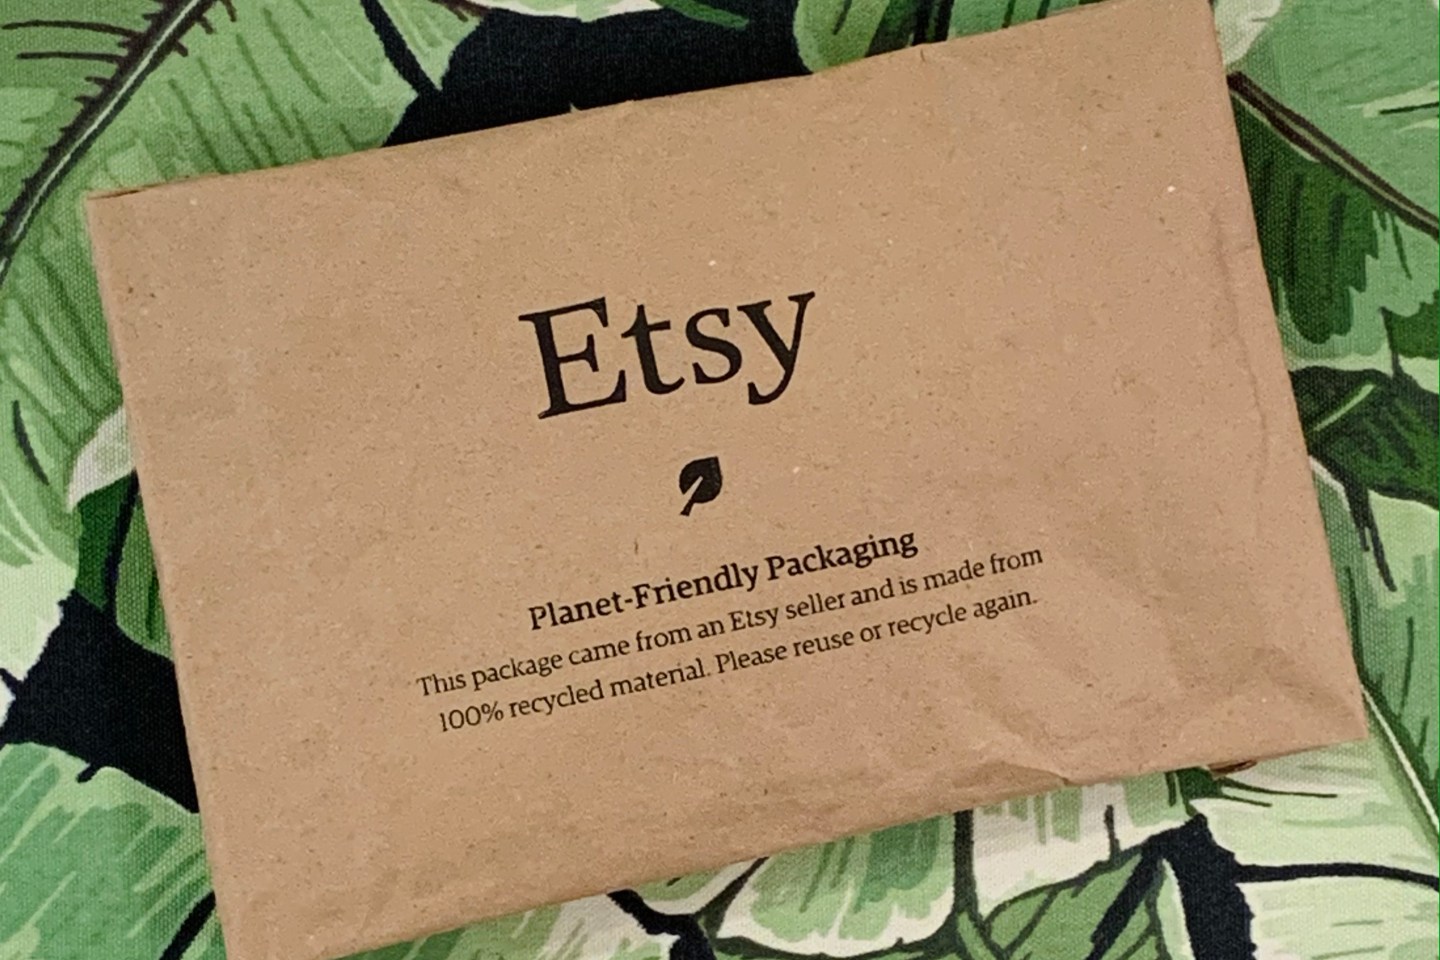 Etsy
Planet-Friendly Packaging
This package came from an Etsy seller and is made from
100% recycled material. Please reuse or recycle again.